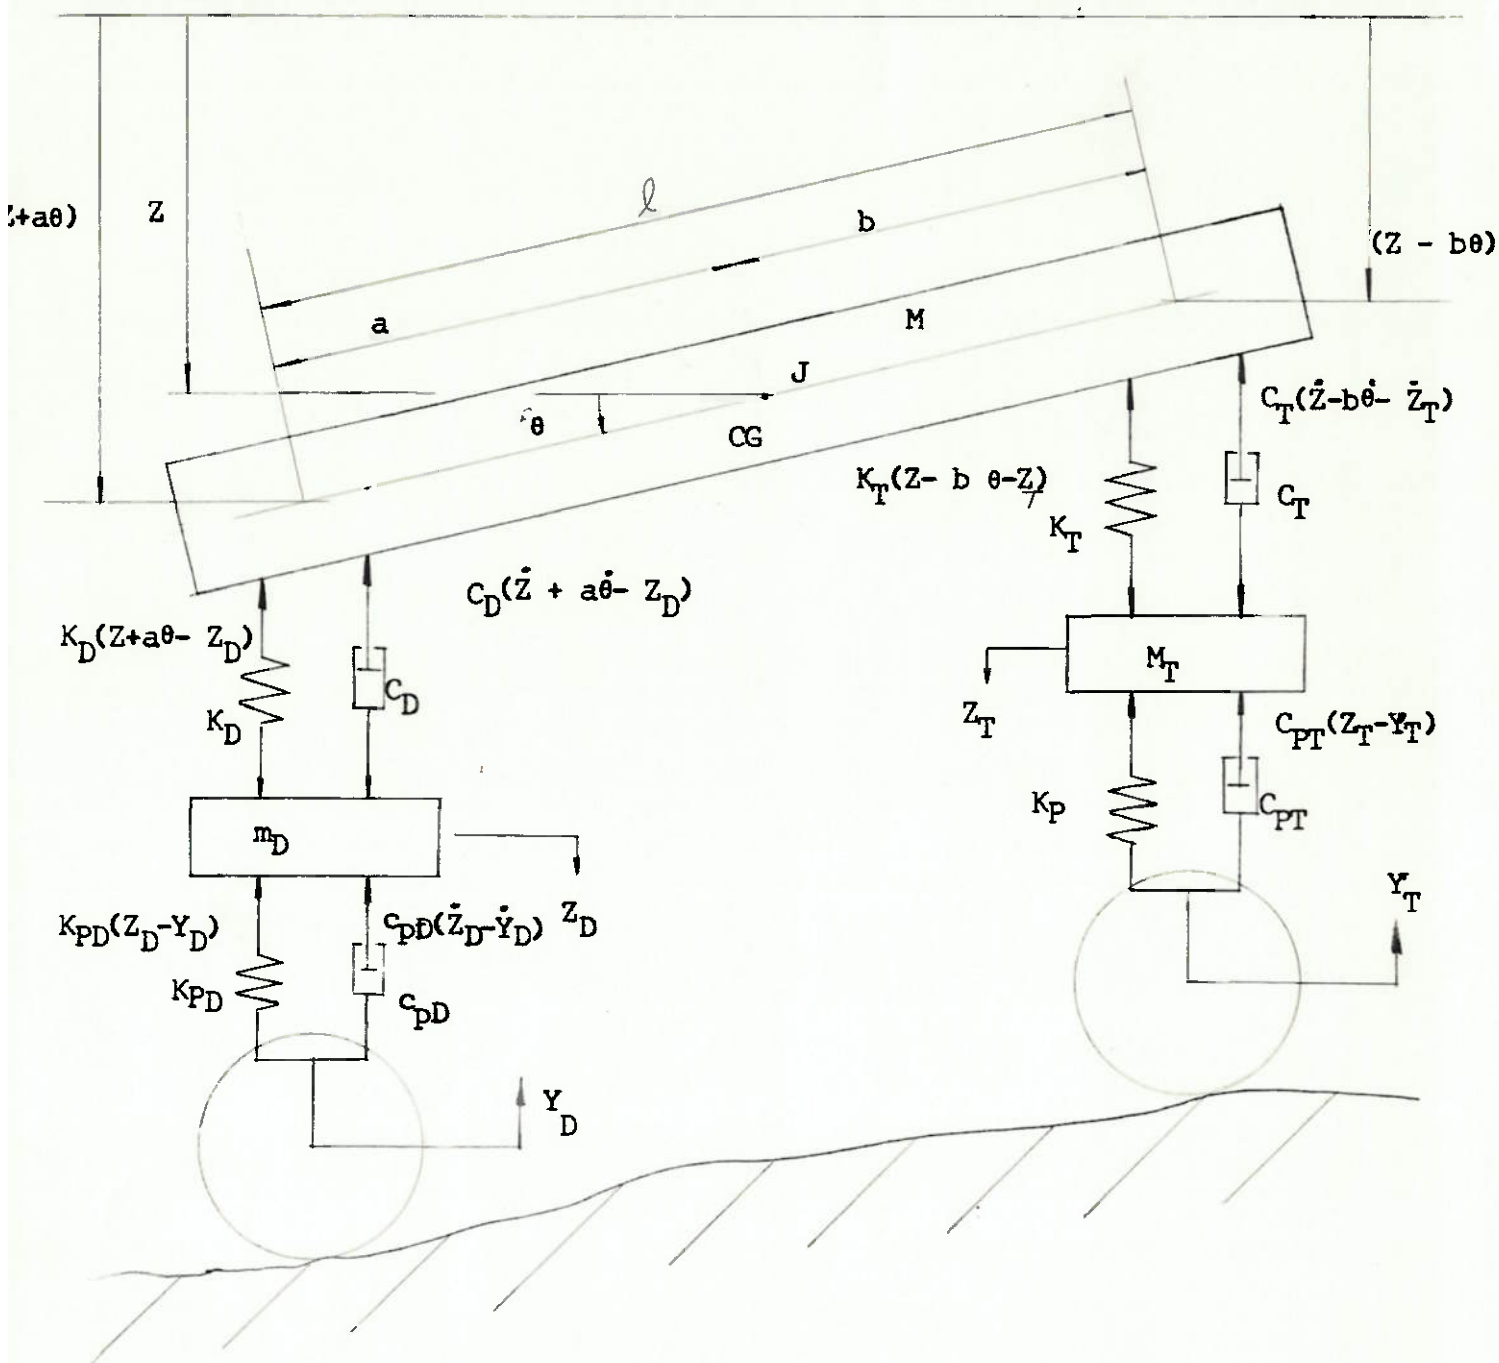 Z+aθ)
Z
ℓ
b
(Z - bθ)
a
M
J
θ
CG
C_T(Ż-bθ̇- Ż_T)
K_T(Z- b θ-Z_T)
C_T
K_T
C_D(Ż + aθ̇- Z_D)
K_D(Z+aθ- Z_D)
M_T
C_D
K_D
Z_T
C_PT(Z_T-Y_T)
K_P
C_PT
m_D
Y_T
K_PD(Z_D-Y_D)
c_pD(Ż_D-Ẏ_D)
Z_D
K_PD
c_pD
Y_D